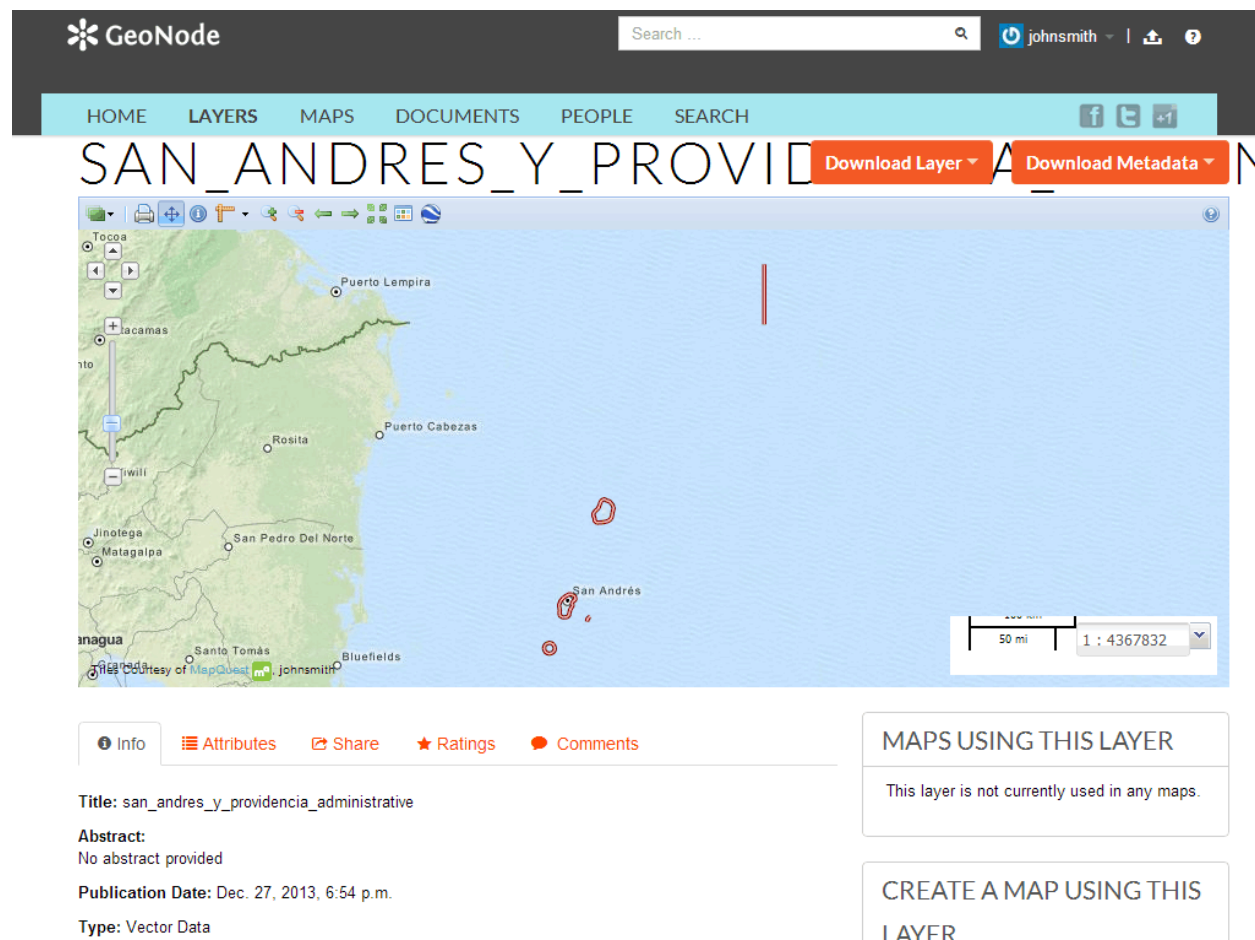 GeoNode
Search ...
johnsmith
HOME LAYERS MAPS DOCUMENTS PEOPLE SEARCH
SAN_ANDRES_Y_PROVID
Download Layer
Download Metadata
Tocoa
Puerto Lempira
Puerto Cabezas
Rosita
iwilí
Jinotega
Matagalpa
San Pedro Del Norte
San Andrés
anagua
Santo Tomás
Bluefields
Tiles Courtesy of MapQuest , johnsmith
50 mi
1 : 4367832
Info
Attributes
Share
Ratings
Comments
Title: san_andres_y_providencia_administrative
Abstract:
No abstract provided
Publication Date: Dec. 27, 2013, 6:54 p.m.
Type: Vector Data
MAPS USING THIS LAYER
This layer is not currently used in any maps.
CREATE A MAP USING THIS
LAYER